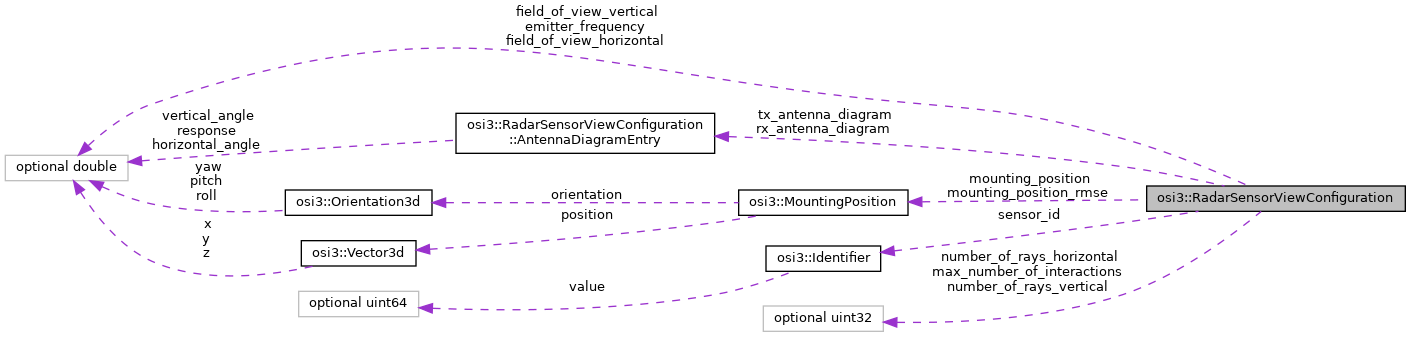 field_of_view_vertical
emitter_frequency
field_of_view_horizontal
vertical_angle
response
horizontal_angle
osi3::RadarSensorViewConfiguration
::AntennaDiagramEntry
tx_antenna_diagram
rx_antenna_diagram
optional double
yaw
pitch
roll
osi3::Orientation3d
orientation
osi3::MountingPosition
mounting_position
mounting_position_rmse
osi3::RadarSensorViewConfiguration
x
y
z
osi3::Vector3d
position
sensor_id
osi3::Identifier
number_of_rays_horizontal
max_number_of_interactions
number_of_rays_vertical
optional uint64
value
optional uint32